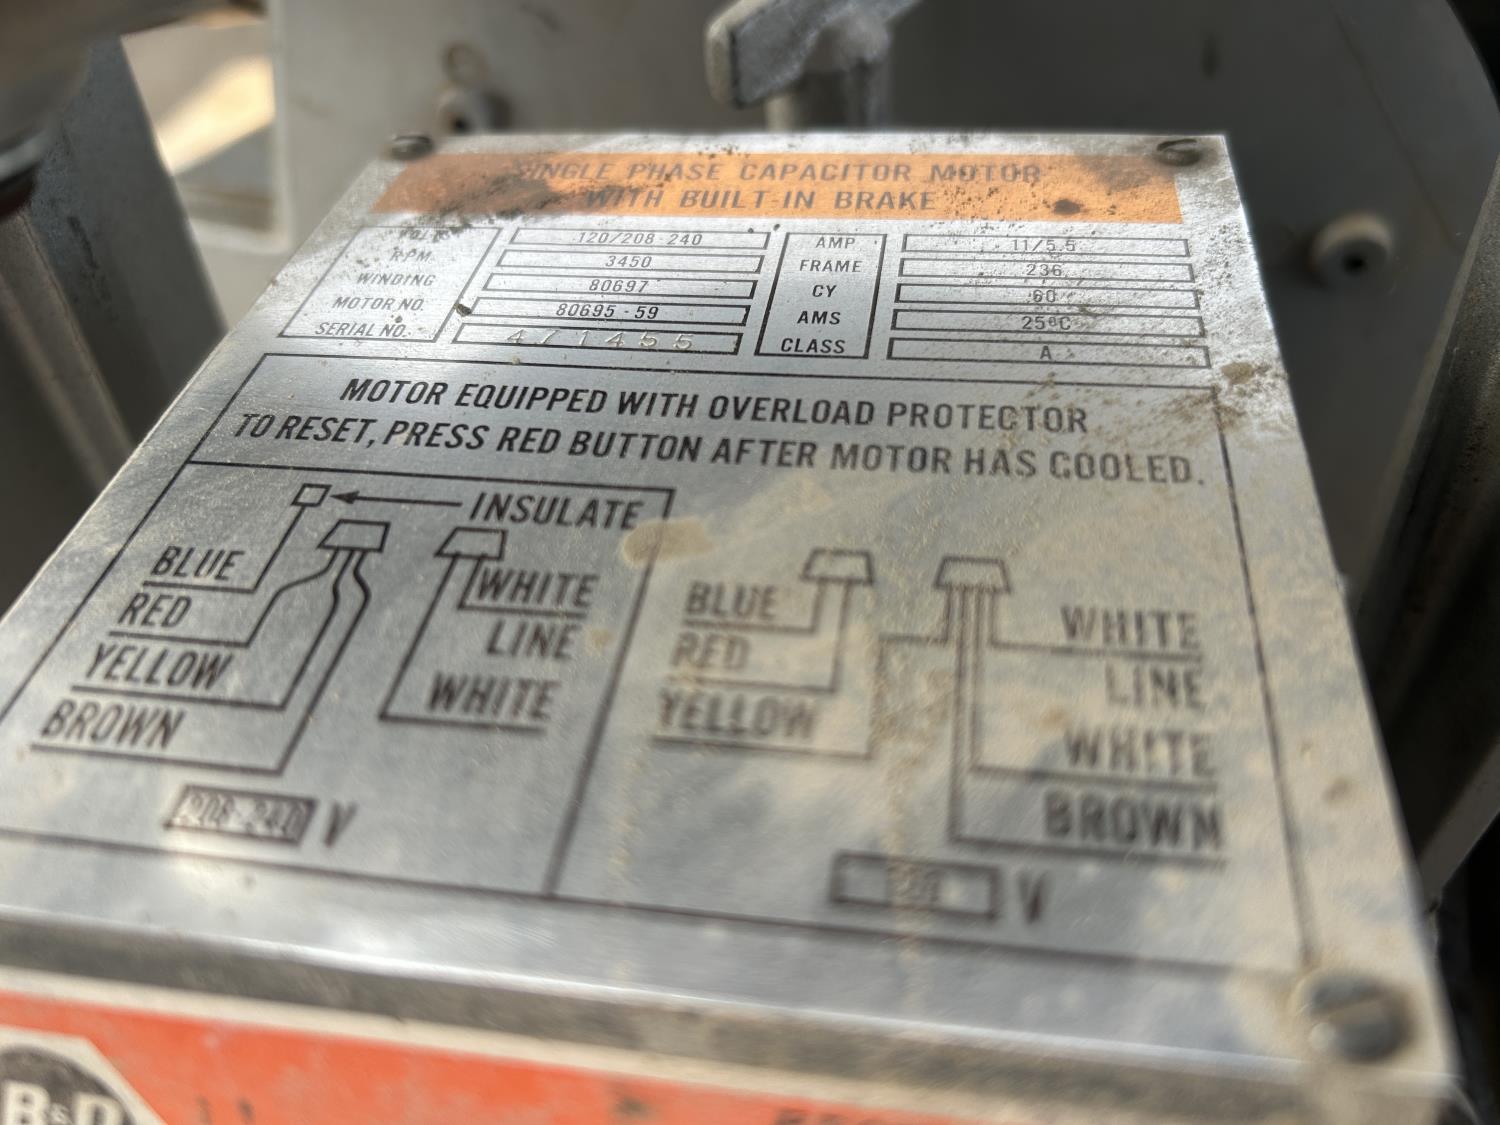 SINGLE PHASE CAPACITOR MOTOR
WITH BUILT-IN BRAKE
VOLTS 120/208-240 AMP 11/5.5
RPM 3450 FRAME 236
WINDING 80697 CY 60
MOTOR NO. 80695-59 AMS 25°C
SERIAL NO. 471455 CLASS A
MOTOR EQUIPPED WITH OVERLOAD PROTECTOR
TO RESET, PRESS RED BUTTON AFTER MOTOR HAS COOLED.
INSULATE
BLUE
RED
YELLOW
BROWN
WHITE
LINE
WHITE
208-240 V
BLUE
RED
YELLOW
WHITE
LINE
WHITE
BROWN
V
B&D